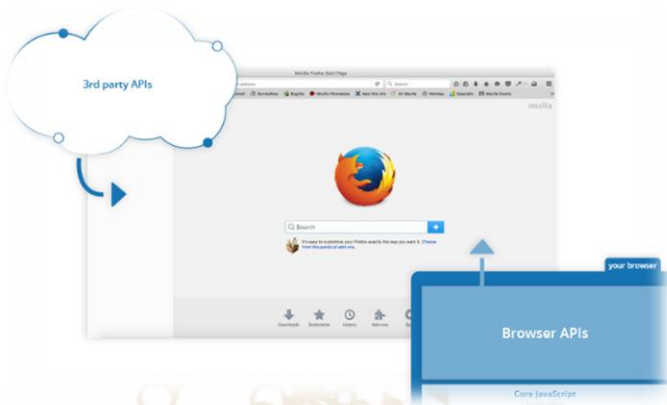 3rd party APIs
Mozilla Firefox Start Page
Search
mozilla
Search
It's easy to customize your Firefox exactly the way you want it. Choose
from thousands of add-ons.
Downloads Bookmarks History Add-ons
your browser
Browser APIs
Core JavaScript